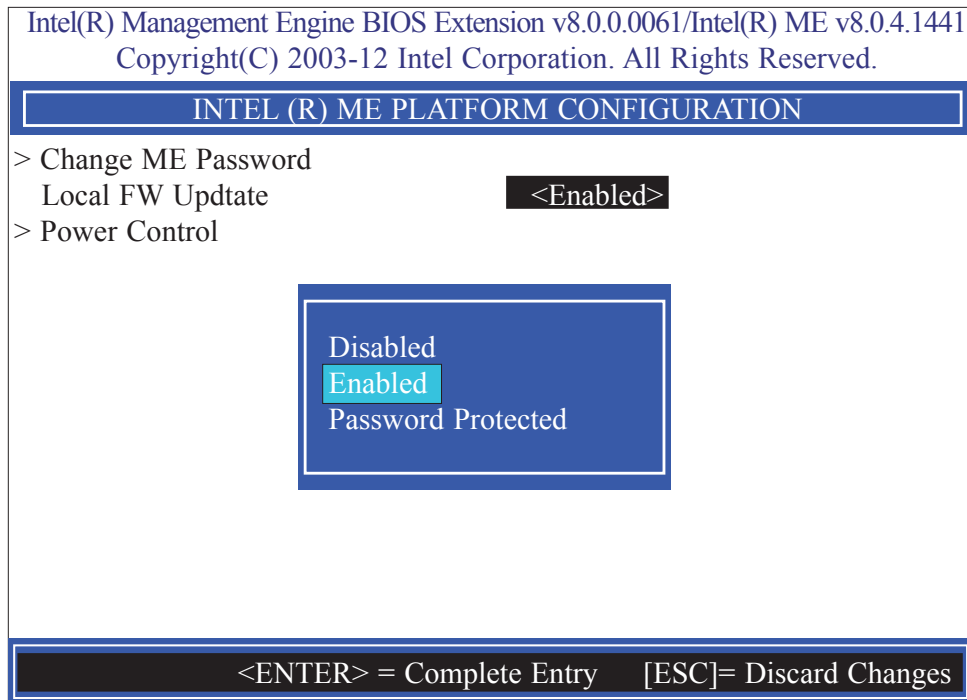 Intel(R) Management Engine BIOS Extension v8.0.0.0061/Intel(R) ME v8.0.4.1441
Copyright(C) 2003-12 Intel Corporation. All Rights Reserved.
INTEL (R) ME PLATFORM CONFIGURATION
> Change ME Password
Local FW Updtate <Enabled>
> Power Control
Disabled
Enabled
Password Protected
<ENTER> = Complete Entry [ESC]= Discard Changes